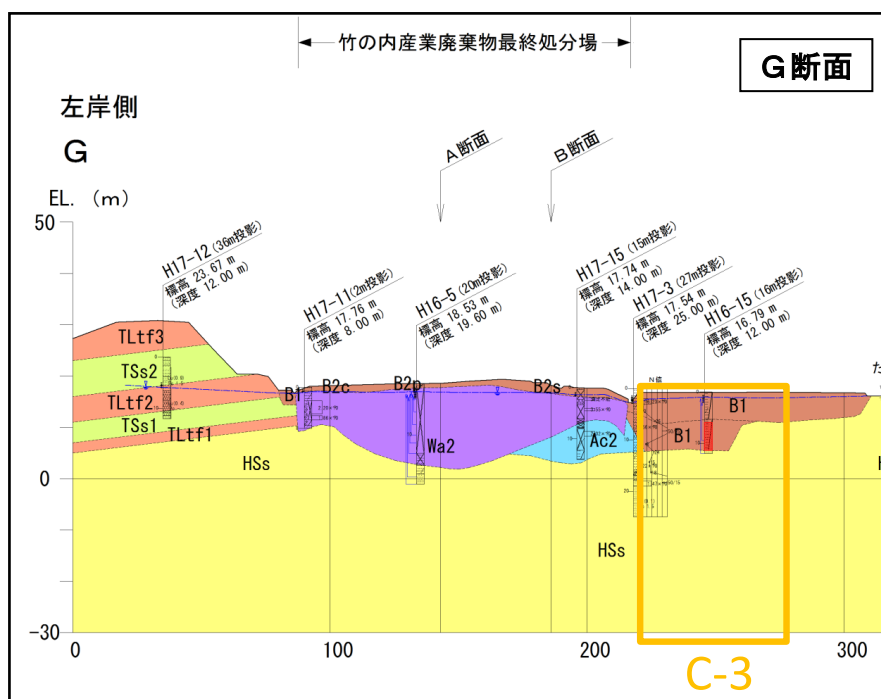 竹の内産業廃棄物最終処分場
G断面
左岸側
G
A断面
B断面
EL. (m)
50
H17-12 (36m投影)
標高 23.67 m
(深度 12.00 m)
H17-11 (2m投影)
標高 17.76 m
(深度 8.00 m)
H16-5 (20m投影)
標高 18.53 m
(深度 19.60 m)
H17-15 (15m投影)
標高 17.74 m
(深度 14.00 m)
H17-3 (27m投影)
標高 17.54 m
(深度 25.00 m)
H16-15 (16m投影)
標高 16.79 m
(深度 12.00 m)
TLtf3
TSs2
TLtf2
TSs1
TLtf1
HSs
B1
B2c
B2p
B2s
N値
B1
B1
Wa2
Ac2
HSs
0
-30
0
100
200
300
C-3